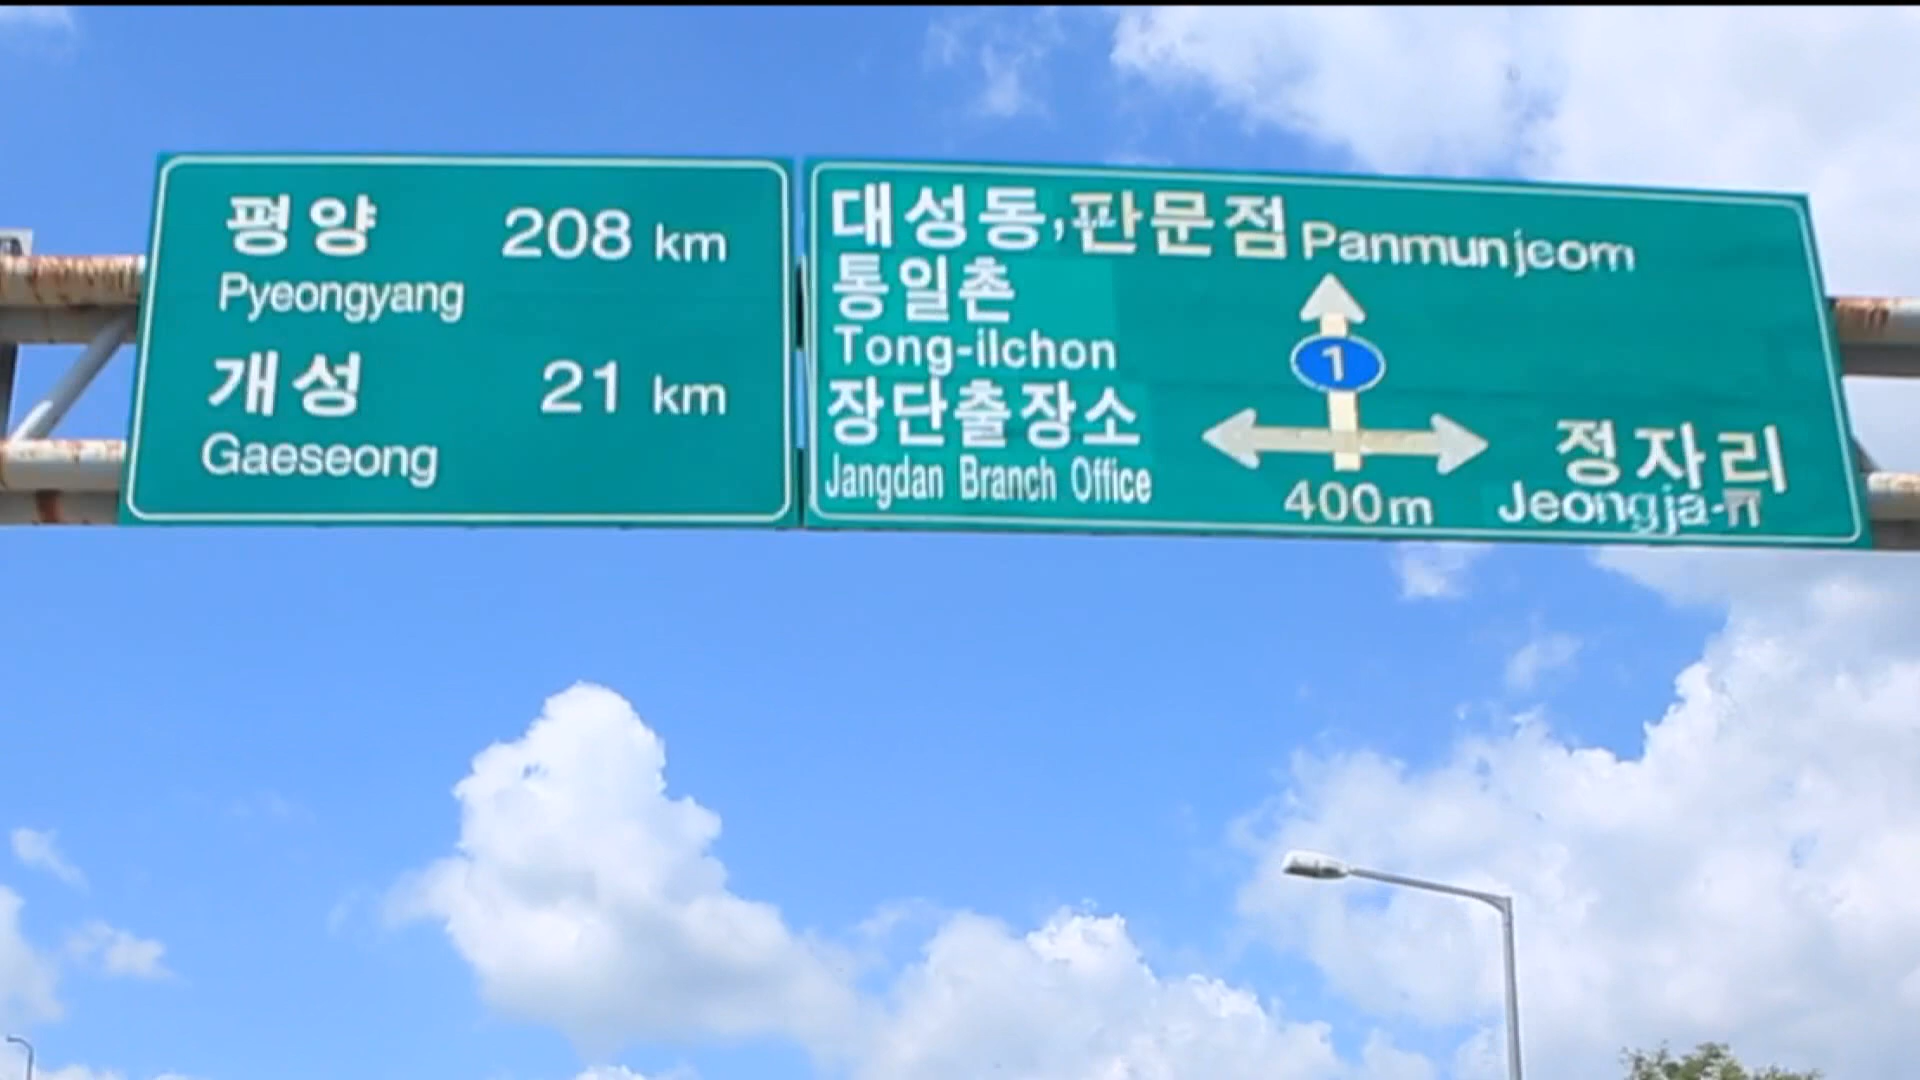 평양 208 km
Pyeongyang
개성 21 km
Gaeseong
대성동,판문점 Panmunjeom
통일촌
Tong-ilchon
1
장단출장소
Jangdan Branch Office
정자리
Jeongja-ri
400m